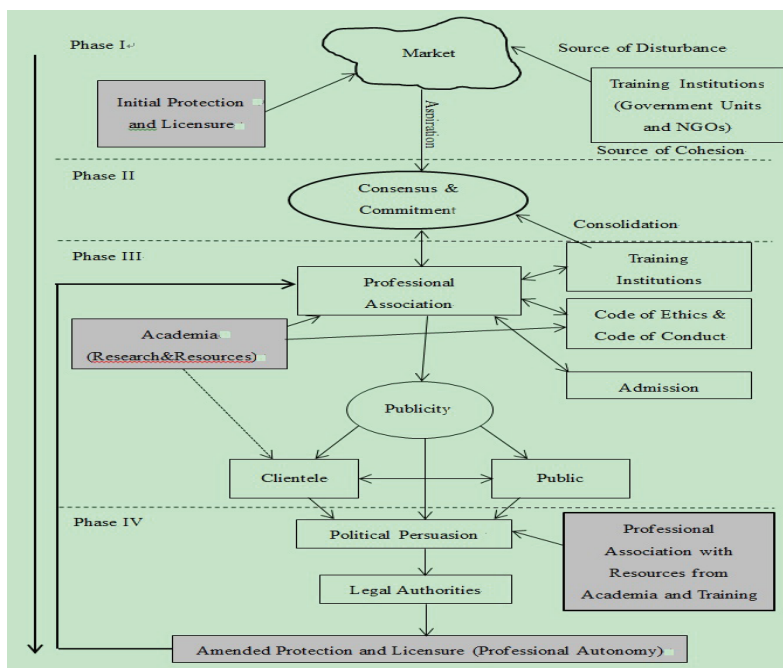 Phase I
Market
Source of Disturbance
Initial Protection
and Licensure
Training Institutions
(Government Units
and NGOs)
Aspiration
Source of Cohesion
Phase II
Consensus &
Commitment
Consolidation
Phase III
Professional
Association
Training
Institutions
Academia
(Research&Resources)
Code of Ethics &
Code of Conduct
Admission
Publicity
Clientele
Public
Phase IV
Political Persuasion
Professional
Association with
Resources from
Academia and Training
Legal Authorities
Amended Protection and Licensure (Professional Autonomy)